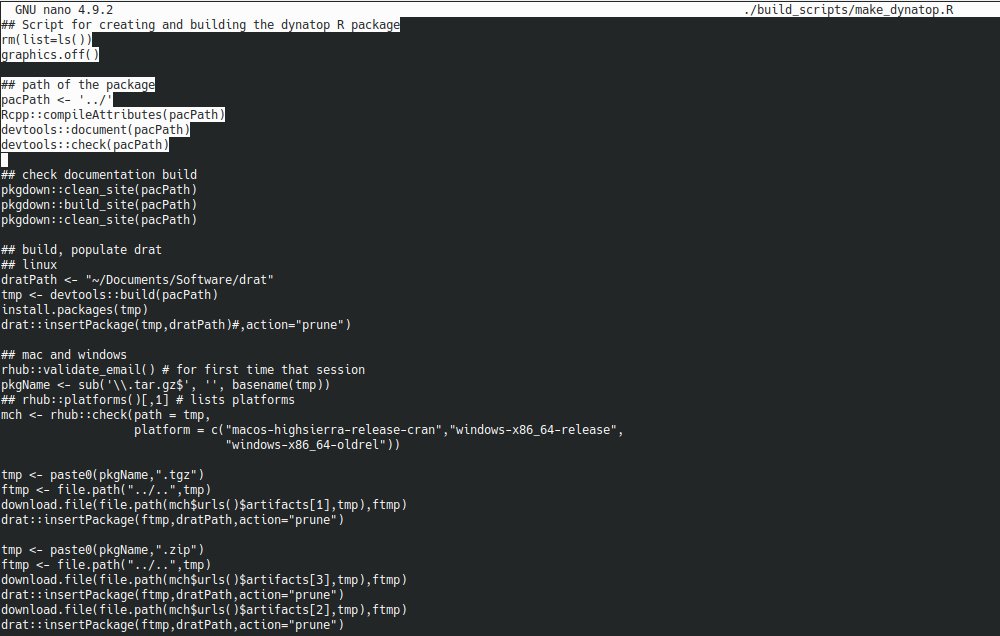 GNU nano 4.9.2 ./build_scripts/make_dynatop.R
## Script for creating and building the dynatop R package
rm(list=ls())
graphics.off()
## path of the package
pacPath <- '../'
Rcpp::compileAttributes(pacPath)
devtools::document(pacPath)
devtools::check(pacPath)
## check documentation build
pkgdown::clean_site(pacPath)
pkgdown::build_site(pacPath)
pkgdown::clean_site(pacPath)
## build, populate drat
## linux
dratPath <- "~/Documents/Software/drat"
tmp <- devtools::build(pacPath)
install.packages(tmp)
drat::insertPackage(tmp,dratPath)#,action="prune")
## mac and windows
rhub::validate_email() # for first time that session
pkgName <- sub('\\.tar.gz$', '', basename(tmp))
## rhub::platforms()[,1] # lists platforms
mch <- rhub::check(path = tmp,
platform = c("macos-highsierra-release-cran","windows-x86_64-release",
"windows-x86_64-oldrel"))
tmp <- paste0(pkgName,".tgz")
ftmp <- file.path("../..",tmp)
download.file(file.path(mch$urls()$artifacts[1],tmp),ftmp)
drat::insertPackage(ftmp,dratPath,action="prune")
tmp <- paste0(pkgName,".zip")
ftmp <- file.path("../..",tmp)
download.file(file.path(mch$urls()$artifacts[3],tmp),ftmp)
drat::insertPackage(ftmp,dratPath,action="prune")
download.file(file.path(mch$urls()$artifacts[2],tmp),ftmp)
drat::insertPackage(ftmp,dratPath,action="prune")